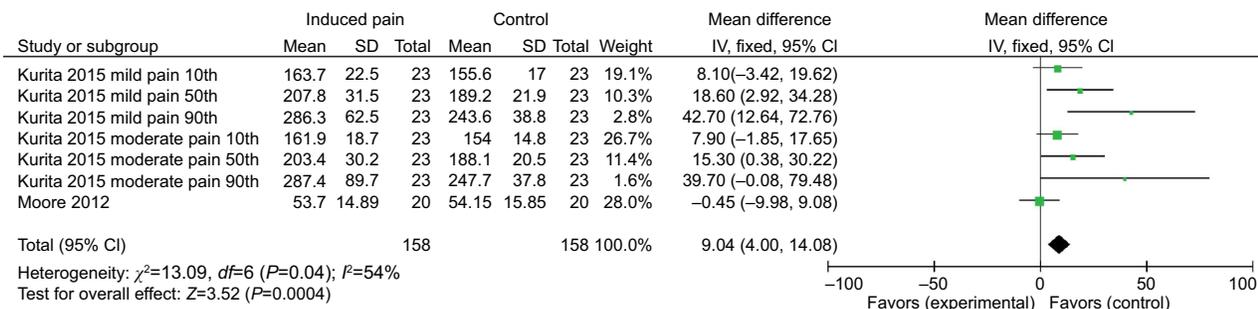 Induced pain Control Mean difference Mean difference
Study or subgroup Mean SD Total Mean SD Total Weight IV, fixed, 95% CI IV, fixed, 95% CI
Kurita 2015 mild pain 10th 163.7 22.5 23 155.6 17 23 19.1% 8.10(–3.42, 19.62)
Kurita 2015 mild pain 50th 207.8 31.5 23 189.2 21.9 23 10.3% 18.60 (2.92, 34.28)
Kurita 2015 mild pain 90th 286.3 62.5 23 243.6 38.8 23 2.8% 42.70 (12.64, 72.76)
Kurita 2015 moderate pain 10th 161.9 18.7 23 154 14.8 23 26.7% 7.90 (–1.85, 17.65)
Kurita 2015 moderate pain 50th 203.4 30.2 23 188.1 20.5 23 11.4% 15.30 (0.38, 30.22)
Kurita 2015 moderate pain 90th 287.4 89.7 23 247.7 37.8 23 1.6% 39.70 (–0.08, 79.48)
Moore 2012 53.7 14.89 20 54.15 15.85 20 28.0% –0.45 (–9.98, 9.08)
Total (95% CI) 158 158 100.0% 9.04 (4.00, 14.08)
Heterogeneity: χ²=13.09, df=6 (P=0.04); I²=54%
Test for overall effect: Z=3.52 (P=0.0004)
–100 –50 0 50 100
Favors (experimental) Favors (control)